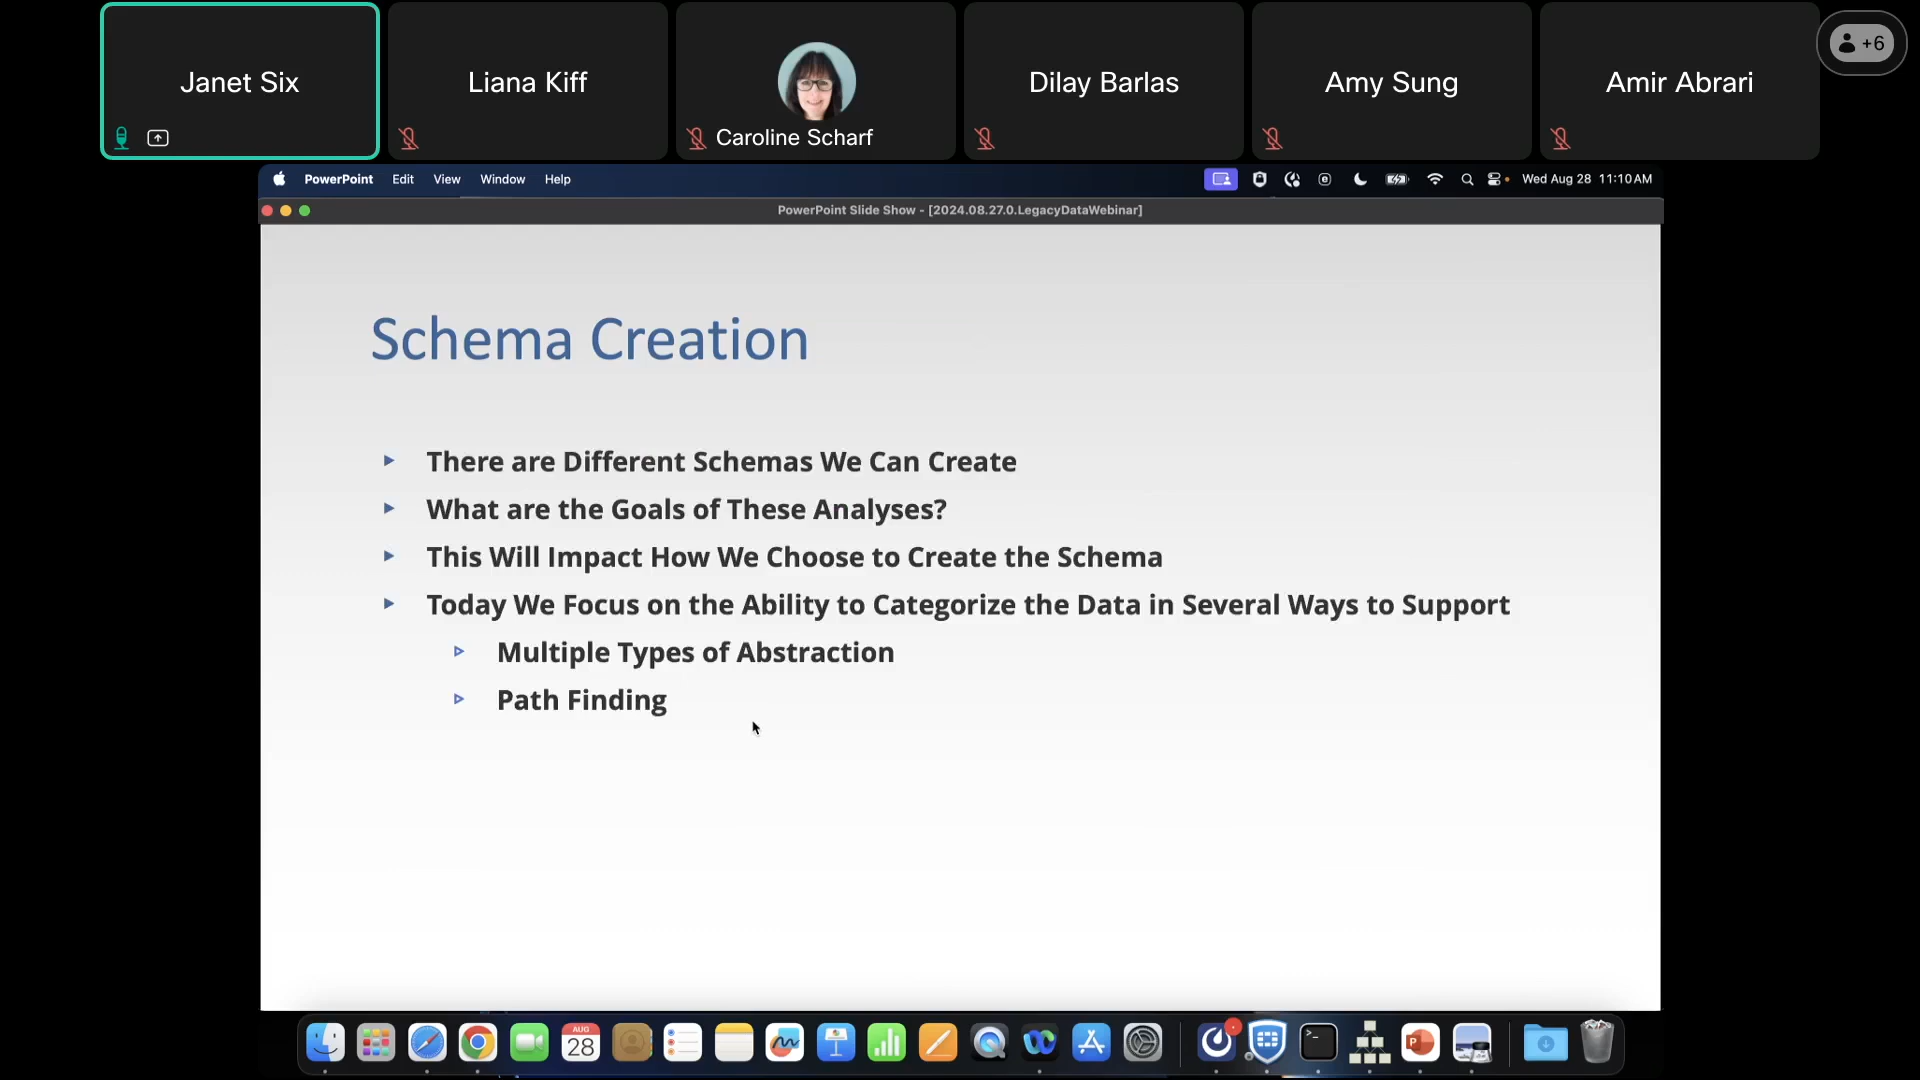 Janet Six
Liana Kiff
Caroline Scharf
Dilay Barlas
Amy Sung
Amir Abrari
+6
PowerPoint Edit View Window Help
Wed Aug 28 11:10 AM
PowerPoint Slide Show - [2024.08.27.0.LegacyDataWebinar]
Schema Creation
There are Different Schemas We Can Create
What are the Goals of These Analyses?
This Will Impact How We Choose to Create the Schema
Today We Focus on the Ability to Categorize the Data in Several Ways to Support
Multiple Types of Abstraction
Path Finding
AUG
28